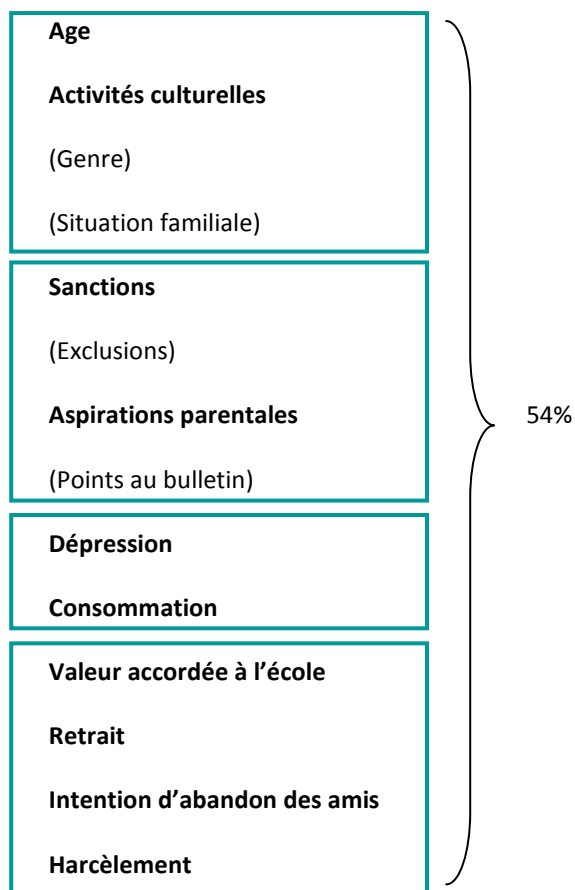 Age
Activités culturelles
(Genre)
(Situation familiale)
Sanctions
(Exclusions)
Aspirations parentales
(Points au bulletin)
54%
Dépression
Consommation
Valeur accordée à l’école
Retrait
Intention d’abandon des amis
Harcèlement